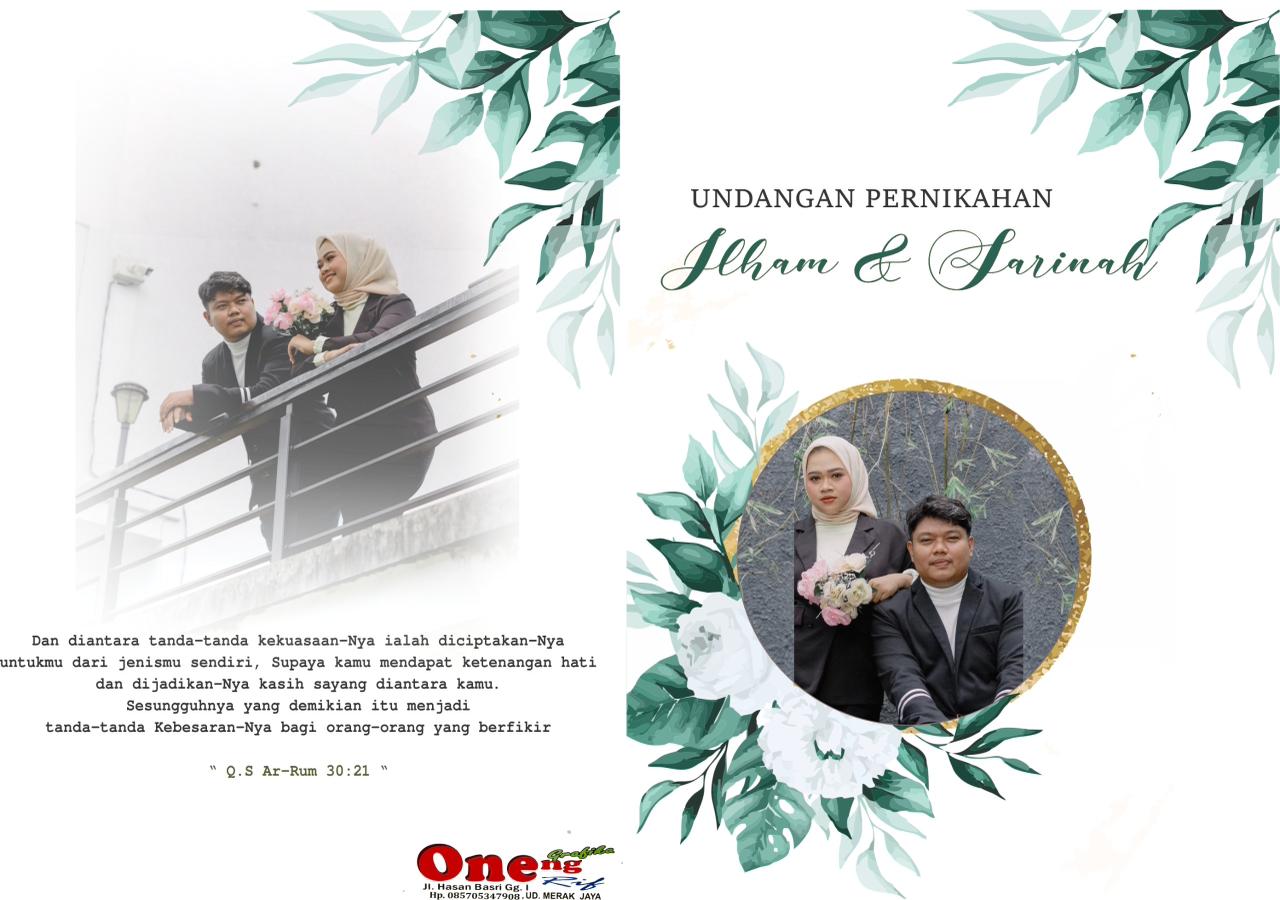 Dan diantara tanda-tanda kekuasaan-Nya ialah diciptakan-Nya
untukmu dari jenismu sendiri, Supaya kamu mendapat ketenangan hati
dan dijadikan-Nya kasih sayang diantara kamu.
Sesungguhnya yang demikian itu menjadi
tanda-tanda Kebesaran-Nya bagi orang-orang yang berfikir
“ Q.S Ar-Rum 30:21 “
Oneng
Grafika
Rif
Jl. Hasan Basri Gg. I
Hp. 085705347908 . UD. MERAK JAYA
UNDANGAN PERNIKAHAN
Ilham & Sarinah